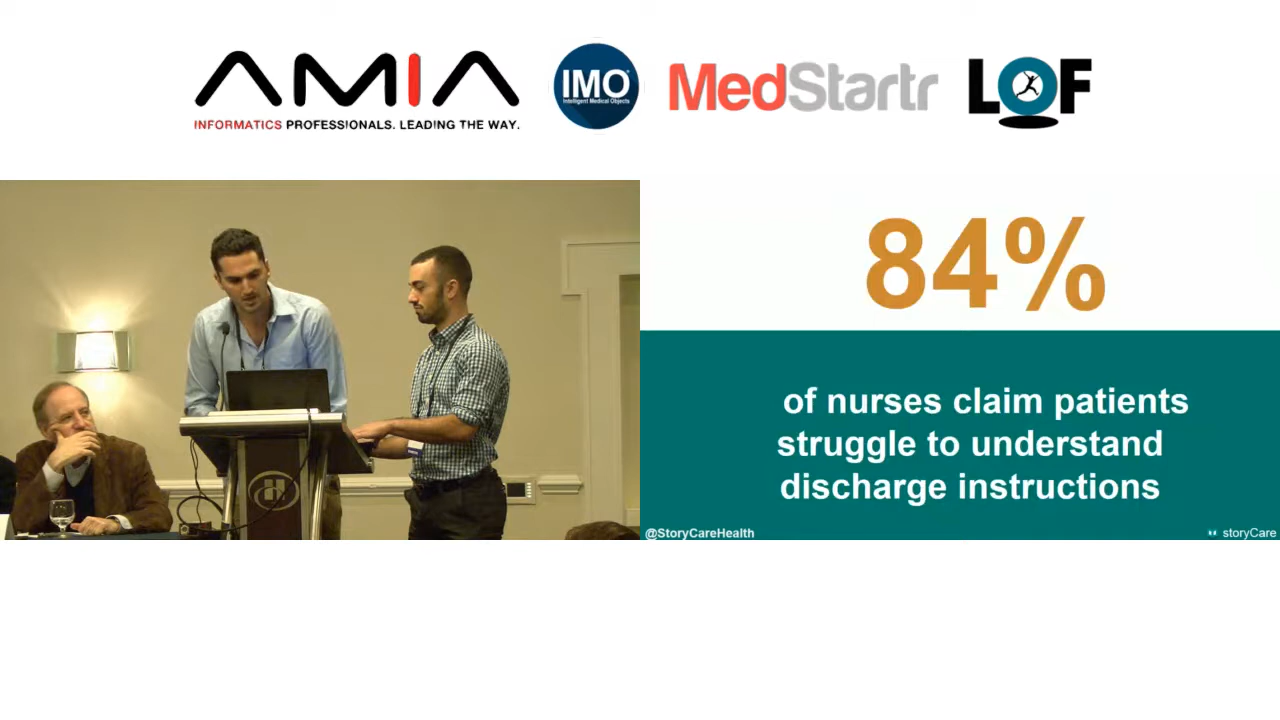 AMIA
INFORMATICS PROFESSIONALS. LEADING THE WAY.
IMO®
Intelligent Medical Objects
MedStartr
LOF
84%
of nurses claim patients
struggle to understand
discharge instructions
@StoryCareHealth
storyCare